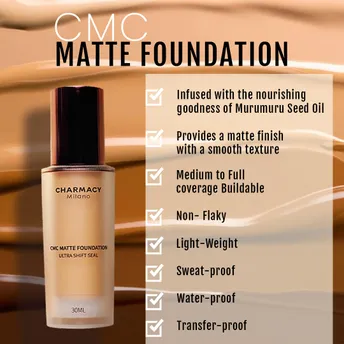 CMC
MATTE FOUNDATION
Infused with the nourishing
goodness of Murumuru Seed Oil
Provides a matte finish
with a smooth texture
Medium to Full
coverage Buildable
Non- Flaky
Light-Weight
Sweat-proof
Water-proof
Transfer-proof
CHARMACY
Milano
CMC MATTE FOUNDATION
ULTRA SHIFT SEAL
30ML